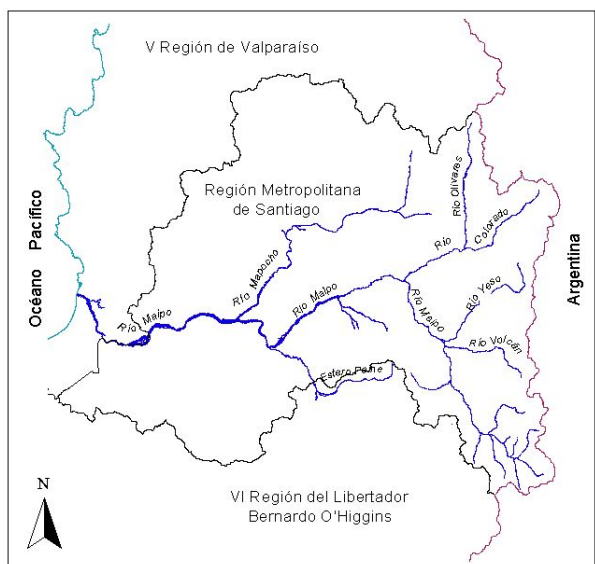 V Región de Valparaíso
Región Metropolitana
de Santiago
Río Olivares
Río
Colorado
Río Mapocho
Río Maipo
Río Maipo
Río Maipo
Río Yeso
Río Volcán
Estero Paine
Océano Pacífico
Argentina
VI Región del Libertador
Bernardo O'Higgins
N